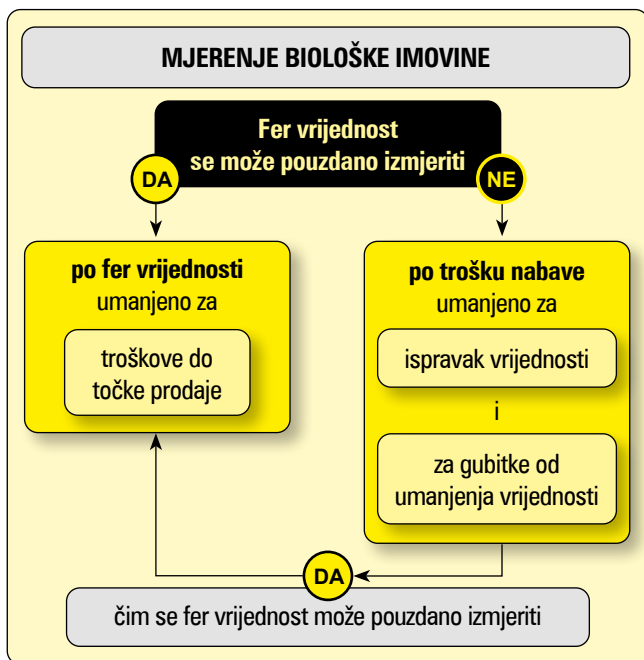 MJERENJE BIOLOŠKE IMOVINE
Fer vrijednost
se može pouzdano izmjeriti
DA
NE
po fer vrijednosti
umanjeno za
troškove do
točke prodaje
po trošku nabave
umanjeno za
ispravak vrijednosti
i
za gubitke od
umanjenja vrijednosti
DA
čim se fer vrijednost može pouzdano izmjeriti